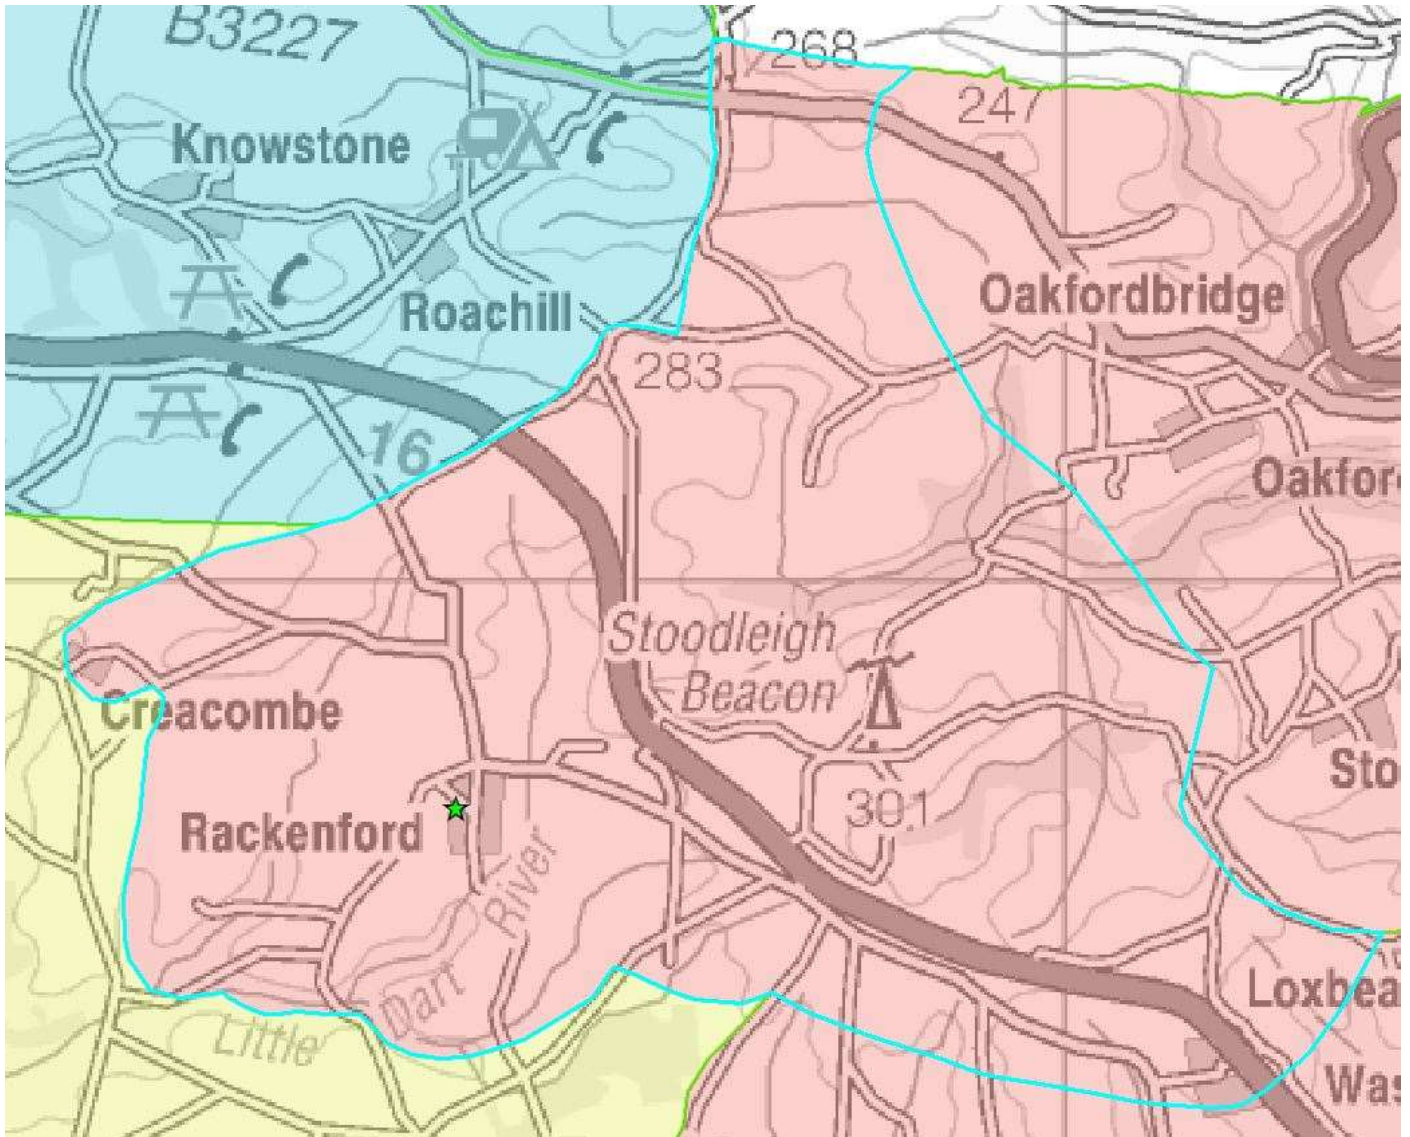 B3227
268
247
Knowstone
Roachill
Oakfordbridge
283
16
Oakfor
Stoodleigh
Beacon
Creacombe
Sto
301
Rackenford
River
Dart
Little
Loxbea
Was